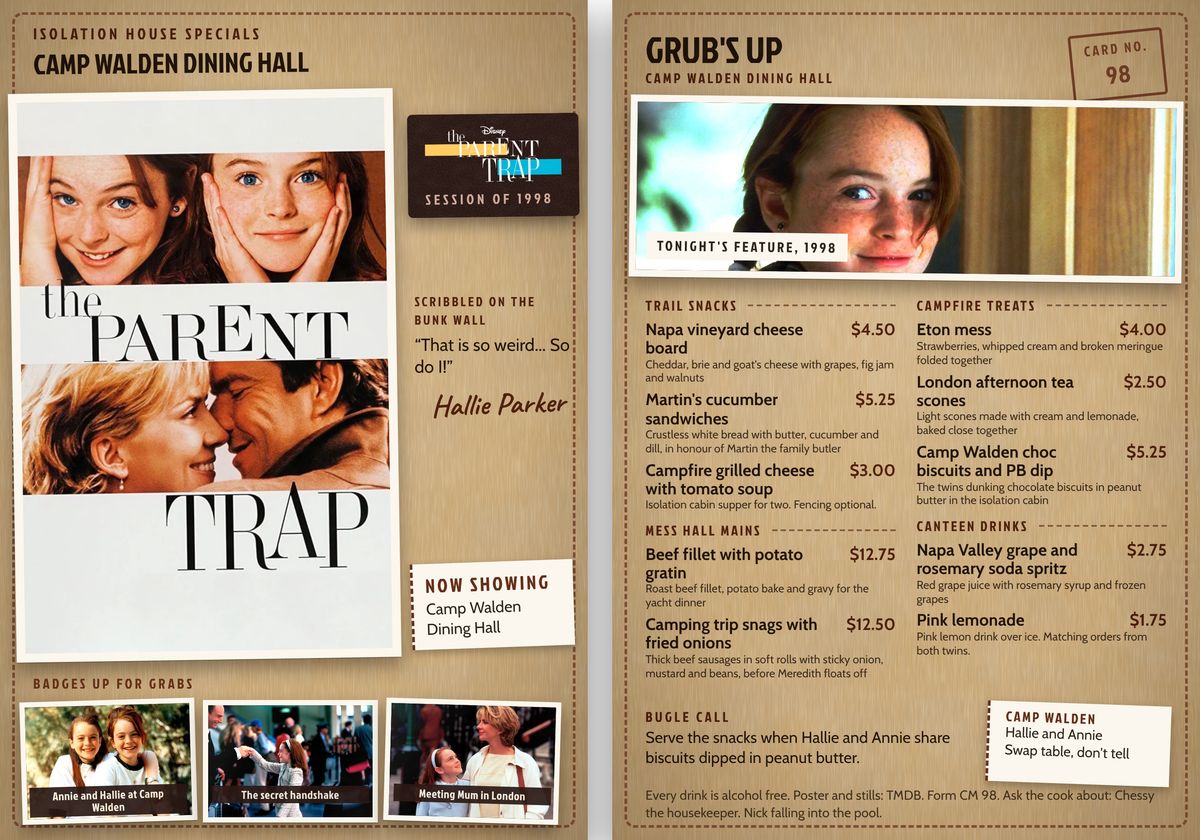 ISOLATION HOUSE SPECIALS
CAMP WALDEN DINING HALL
the
PARENT
TRAP
Disney
the
PARENT
TRAP
SESSION OF 1998
SCRIBBLED ON THE
BUNK WALL
“That is so weird... So
do I!”
Hallie Parker
NOW SHOWING
Camp Walden
Dining Hall
BADGES UP FOR GRABS
Annie and Hallie at Camp
Walden
The secret handshake
Meeting Mum in London
GRUB'S UP
CAMP WALDEN DINING HALL
CARD NO.
98
TONIGHT'S FEATURE, 1998
TRAIL SNACKS
Napa vineyard cheese $4.50
board
Cheddar, brie and goat's cheese with grapes, fig jam
and walnuts
Martin's cucumber $5.25
sandwiches
Crustless white bread with butter, cucumber and
dill, in honour of Martin the family butler
Campfire grilled cheese $3.00
with tomato soup
Isolation cabin supper for two. Fencing optional.
MESS HALL MAINS
Beef fillet with potato $12.75
gratin
Roast beef fillet, potato bake and gravy for the
yacht dinner
Camping trip snags with $12.50
fried onions
Thick beef sausages in soft rolls with sticky onion,
mustard and beans, before Meredith floats off
CAMPFIRE TREATS
Eton mess $4.00
Strawberries, whipped cream and broken meringue
folded together
London afternoon tea $2.50
scones
Light scones made with cream and lemonade,
baked close together
Camp Walden choc $5.25
biscuits and PB dip
The twins dunking chocolate biscuits in peanut
butter in the isolation cabin
CANTEEN DRINKS
Napa Valley grape and $2.75
rosemary soda spritz
Red grape juice with rosemary syrup and frozen
grapes
Pink lemonade $1.75
Pink lemon drink over ice. Matching orders from
both twins.
BUGLE CALL
Serve the snacks when Hallie and Annie share
biscuits dipped in peanut butter.
CAMP WALDEN
Hallie and Annie
Swap table, don't tell
Every drink is alcohol free. Poster and stills: TMDB. Form CM 98. Ask the cook about: Chessy
the housekeeper. Nick falling into the pool.